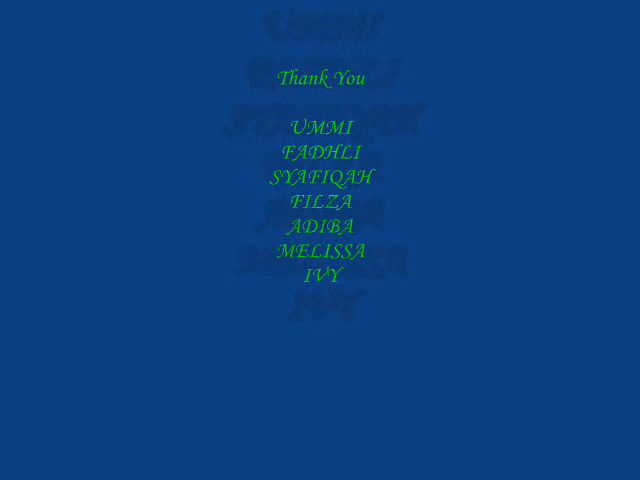 Thank You
UMMI
FADHLI
SYAFIQAH
FILZA
ADIBA
MELISSA
IVY